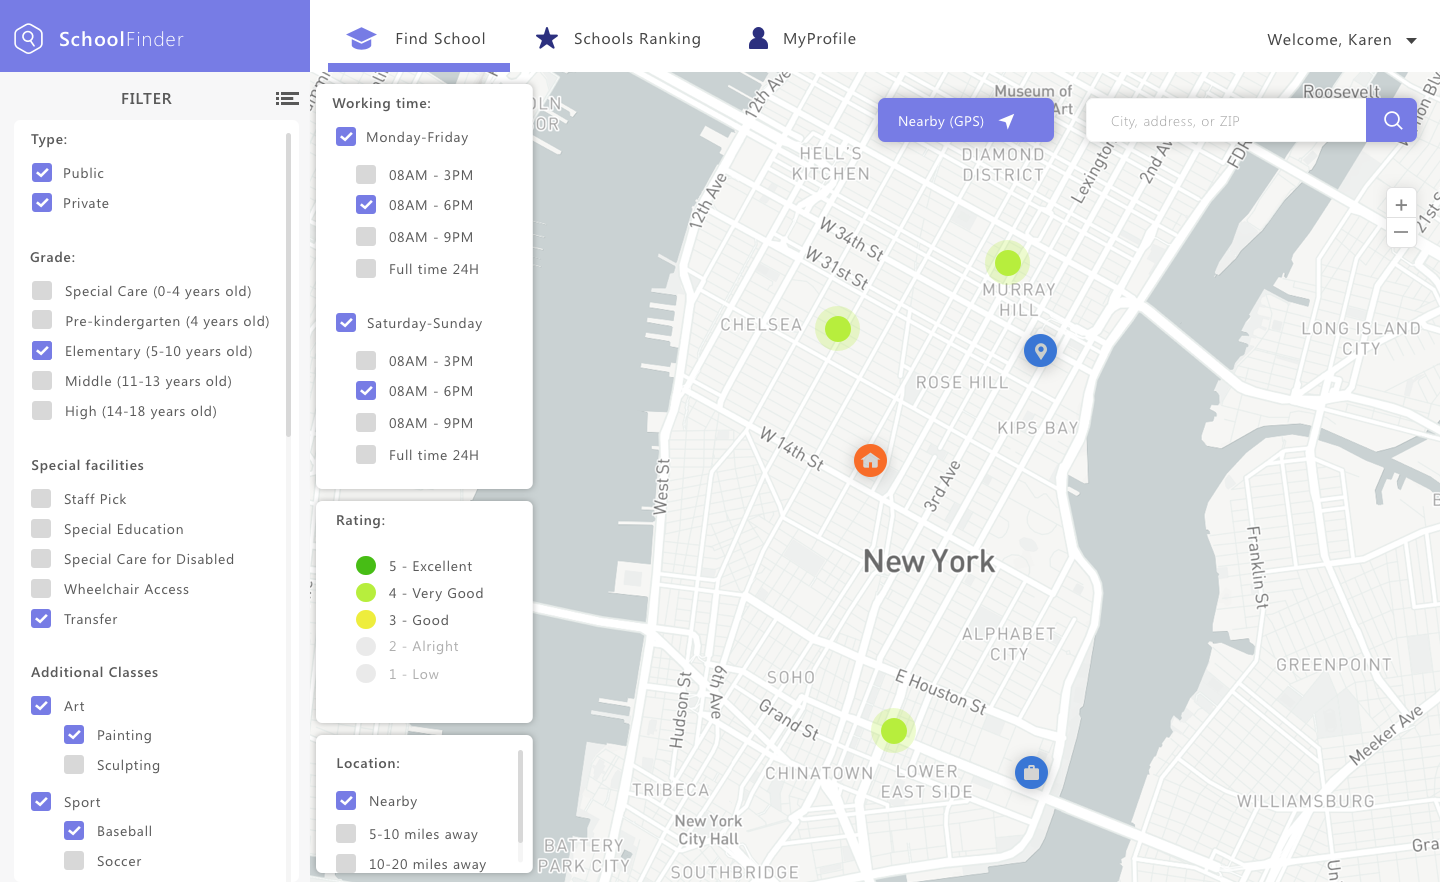 SchoolFinder
Find School
Schools Ranking
MyProfile
Welcome, Karen
FILTER
Type:
Public
Private
Grade:
Special Care (0-4 years old)
Pre-kindergarten (4 years old)
Elementary (5-10 years old)
Middle (11-13 years old)
High (14-18 years old)
Special facilities
Staff Pick
Special Education
Special Care for Disabled
Wheelchair Access
Transfer
Additional Classes
Art
Painting
Sculpting
Sport
Baseball
Soccer
Working time:
Monday-Friday
08AM - 3PM
08AM - 6PM
08AM - 9PM
Full time 24H
Saturday-Sunday
08AM - 3PM
08AM - 6PM
08AM - 9PM
Full time 24H
Rating:
5 - Excellent
4 - Very Good
3 - Good
2 - Alright
1 - Low
Location:
Nearby
5-10 miles away
10-20 miles away
Nearby (GPS)
City, address, or ZIP
+
−
12th Ave
Museum of
Art
Roosevelt
HELL'S
KITCHEN
DIAMOND
DISTRICT
Lexington
2nd Ave
FDR
12th Ave
W 34th St
W 31st St
21st S
MURRAY
HILL
CHELSEA
LONG ISLAND
CITY
ROSE HILL
KIPS BAY
W 14th St
West St
3rd Ave
Franklin St
New York
ALPHABET
CITY
GREENPOINT
SOHO
6th Ave
Hudson St
E Houston St
Grand St
Meeker Ave
CHINATOWN
LOWER
EAST SIDE
TRIBECA
WILLIAMSBURG
New York
City Hall
BATTERY
PARK CITY
SOUTHBRIDGE
Un
Gra